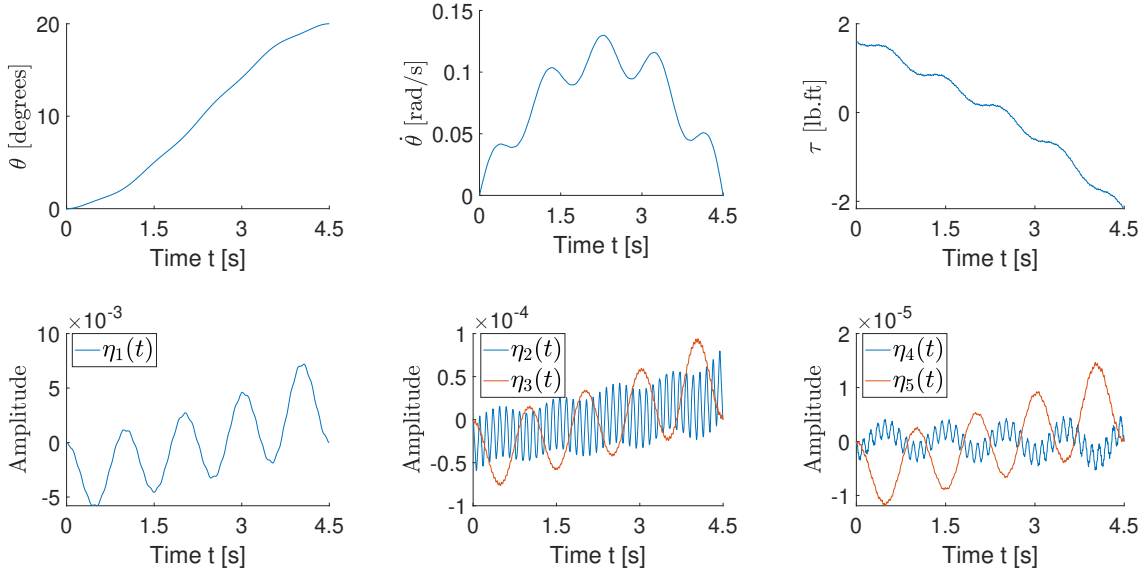 20
10
0
θ [degrees]
0 1.5 3 4.5
Time t [s]
0.15
0.1
0.05
0
θ̇ [rad/s]
0 1.5 3 4.5
Time t [s]
2
0
-2
τ [lb.ft]
0 1.5 3 4.5
Time t [s]
×10⁻³
10
5
0
-5
Amplitude
η₁(t)
0 1.5 3 4.5
Time t [s]
×10⁻⁴
1
0.5
0
-0.5
-1
Amplitude
η₂(t)
η₃(t)
0 1.5 3 4.5
Time t [s]
×10⁻⁵
2
1
0
-1
Amplitude
η₄(t)
η₅(t)
0 1.5 3 4.5
Time t [s]